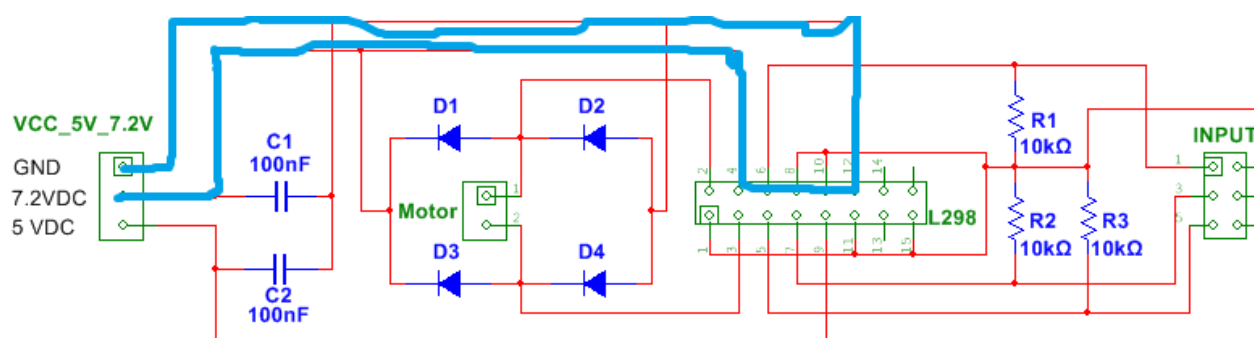 VCC_5V_7.2V
GND
7.2VDC
5 VDC
C1
100nF
C2
100nF
D1
D2
D3
D4
Motor
1
2
2
4
6
8
10
12
14
1
3
5
7
9
11
13
15
L298
R1
10kΩ
R2
10kΩ
R3
10kΩ
INPUT
1
3
5